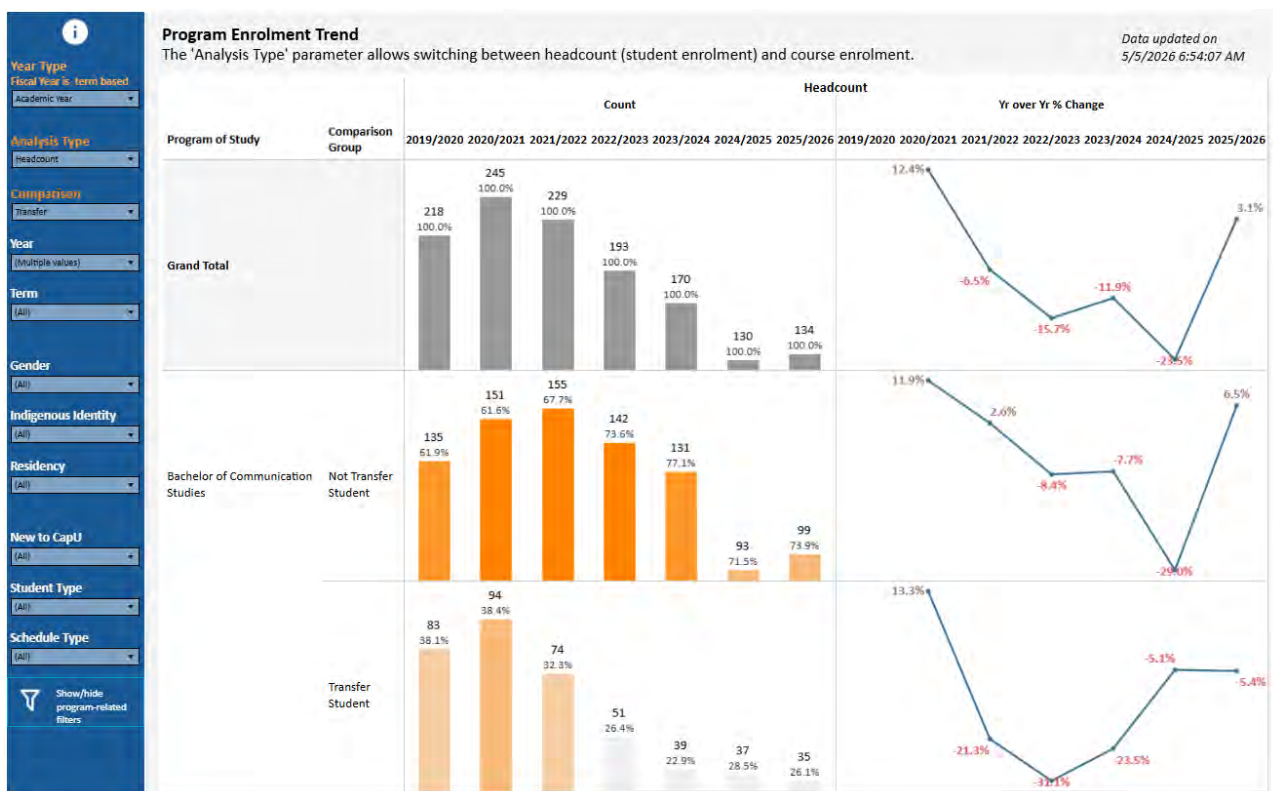 i
Year Type
Fiscal Year is term based
Academic Year
Analysis Type
Headcount
Comparison
Transfer
Year
(Multiple values)
Term
(All)
Gender
(All)
Indigenous Identity
(All)
Residency
(All)
New to CapU
(All)
Student Type
(All)
Schedule Type
(All)
Show/hide
program-related
filters
Program Enrolment Trend
The 'Analysis Type' parameter allows switching between headcount (student enrolment) and course enrolment.
Data updated on
5/5/2026 6:54:07 AM
Headcount
Count Yr over Yr % Change
Program of Study
Comparison
Group
2019/2020 2020/2021 2021/2022 2022/2023 2023/2024 2024/2025 2025/2026 2019/2020 2020/2021 2021/2022 2022/2023 2023/2024 2024/2025 2025/2026
Grand Total
218 245 229 193 170 130 134
100.0% 100.0% 100.0% 100.0% 100.0% 100.0% 100.0%
12.4% -6.5% -15.7% -11.9% -23.5% 3.1%
Bachelor of Communication
Studies
Not Transfer
Student
135 151 155 142 131 93 99
61.9% 61.6% 67.7% 73.6% 77.1% 71.5% 73.9%
11.9% 2.6% -8.4% -7.7% -29.0% 6.5%
Transfer
Student
83 94 74 51 39 37 35
38.1% 38.4% 32.3% 26.4% 22.9% 28.5% 26.1%
13.3% -21.3% -31.1% -23.5% -5.1% -5.4%